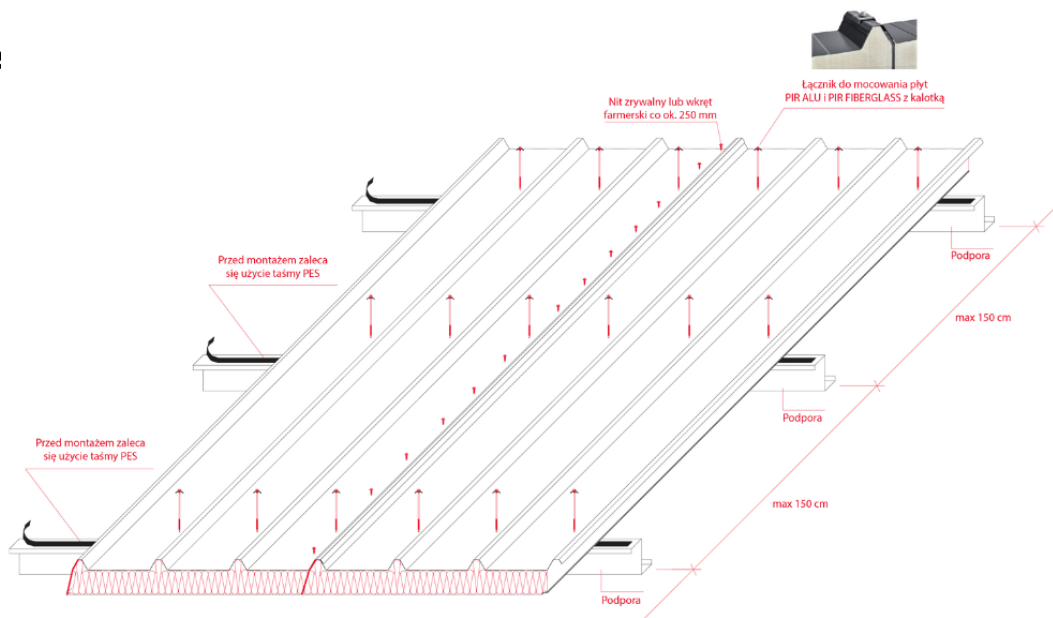 Łącznik do mocowania płyt
PIR ALU i PIR FIBERGLASS z kalotką
Nit zrywalny lub wkręt
farmerski co ok. 250 mm
Przed montażem zaleca
się użycie taśmy PES
Podpora
max 150 cm
Podpora
Przed montażem zaleca
się użycie taśmy PES
max 150 cm
Podpora